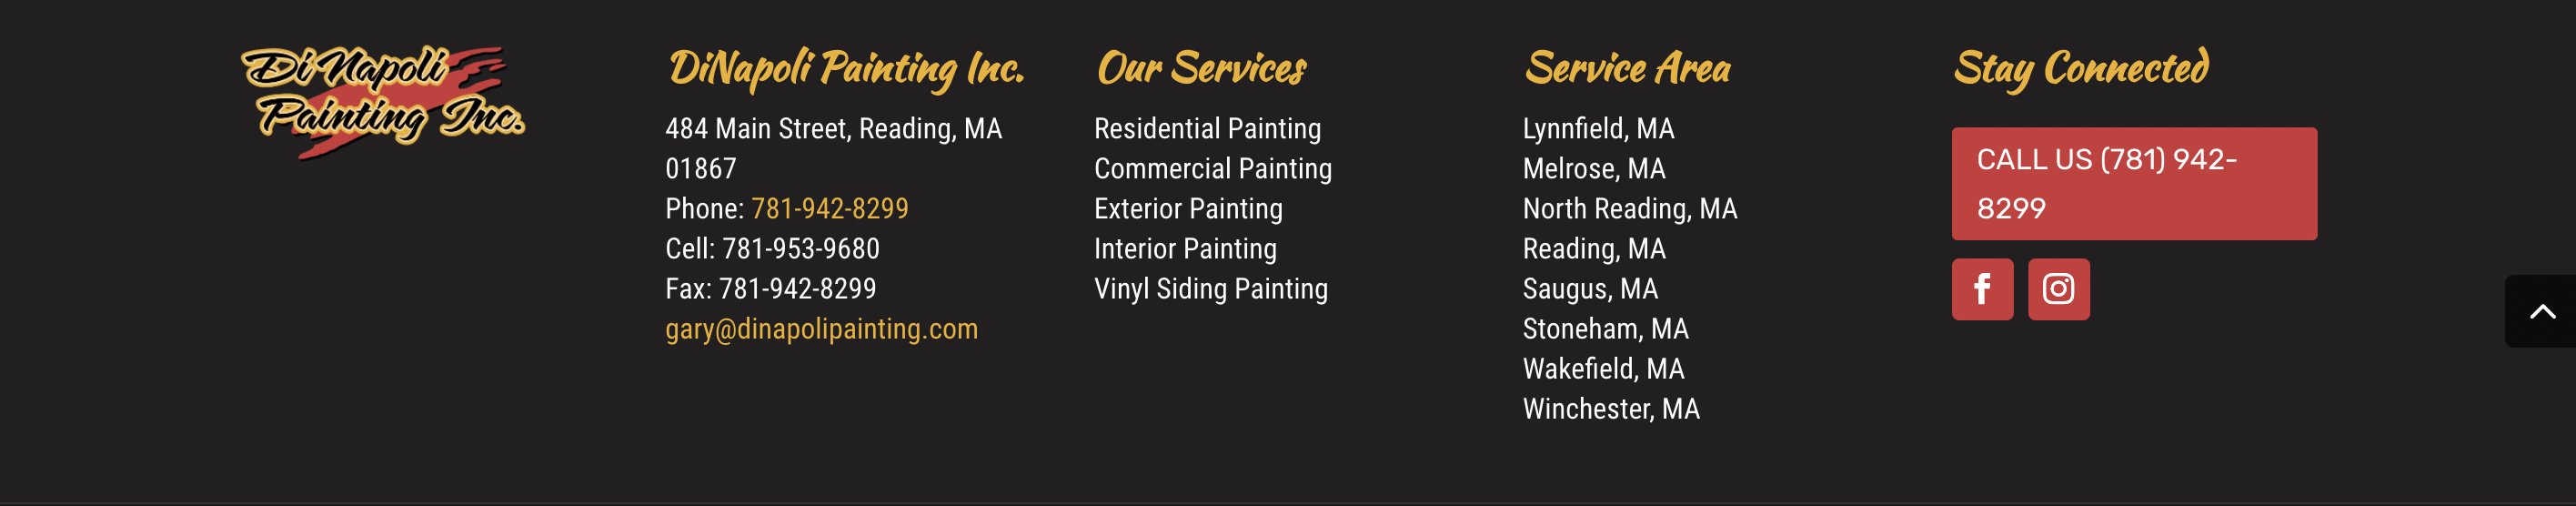 Di Napoli
Painting Inc.
DiNapoli Painting Inc.
484 Main Street, Reading, MA
01867
Phone: 781-942-8299
Cell: 781-953-9680
Fax: 781-942-8299
gary@dinapolipainting.com
Our Services
Residential Painting
Commercial Painting
Exterior Painting
Interior Painting
Vinyl Siding Painting
Service Area
Lynnfield, MA
Melrose, MA
North Reading, MA
Reading, MA
Saugus, MA
Stoneham, MA
Wakefield, MA
Winchester, MA
Stay Connected
CALL US (781) 942-
8299